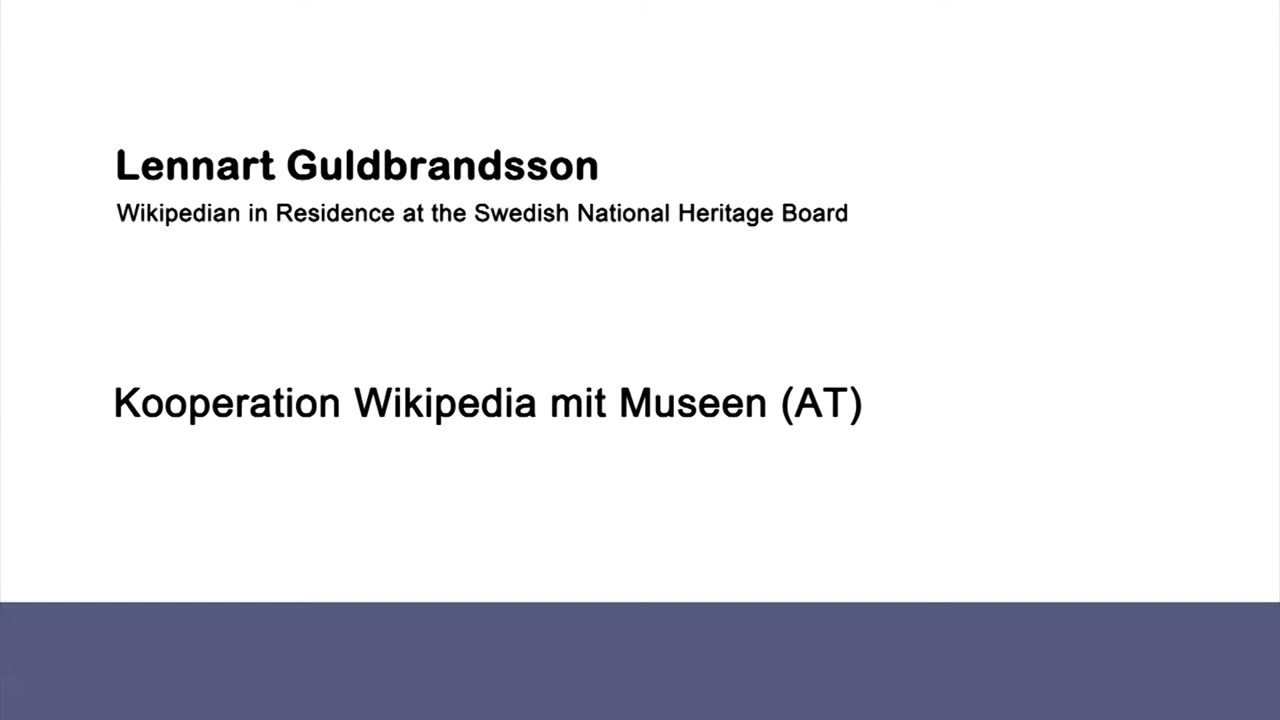 Lennart Guldbrandsson
Wikipedian in Residence at the Swedish National Heritage Board
Kooperation Wikipedia mit Museen (AT)